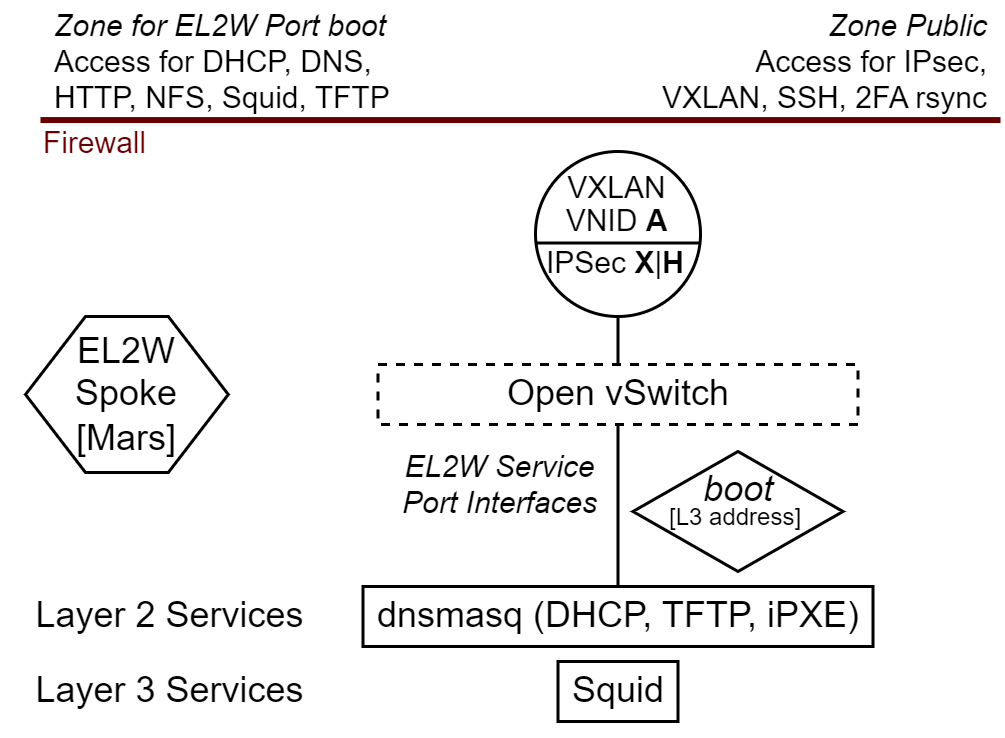 Zone for EL2W Port boot
Access for DHCP, DNS,
HTTP, NFS, Squid, TFTP
Zone Public
Access for IPsec,
VXLAN, SSH, 2FA rsync
Firewall
VXLAN
VNID A
IPSec X|H
EL2W
Spoke
[Mars]
Open vSwitch
EL2W Service
Port Interfaces
boot
[L3 address]
Layer 2 Services
dnsmasq (DHCP, TFTP, iPXE)
Layer 3 Services
Squid